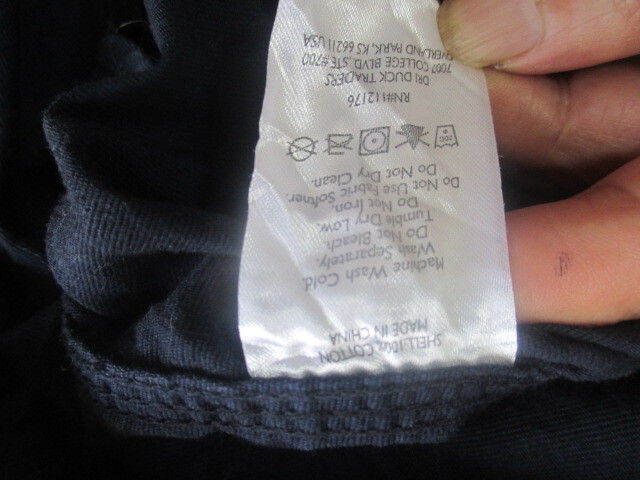 SHELL: 100% COTTON
MADE IN CHINA
Machine Wash Cold.
Wash Separately.
Do Not Bleach.
Tumble Dry Low.
Do Not Iron.
Do Not Use Fabric Softner.
Do Not Dry Clean.
30C
RN#112176
DRI DUCK TRADERS
7007 COLLEGE BLVD. STE #700
OVERLAND PARK, KS 66211 USA